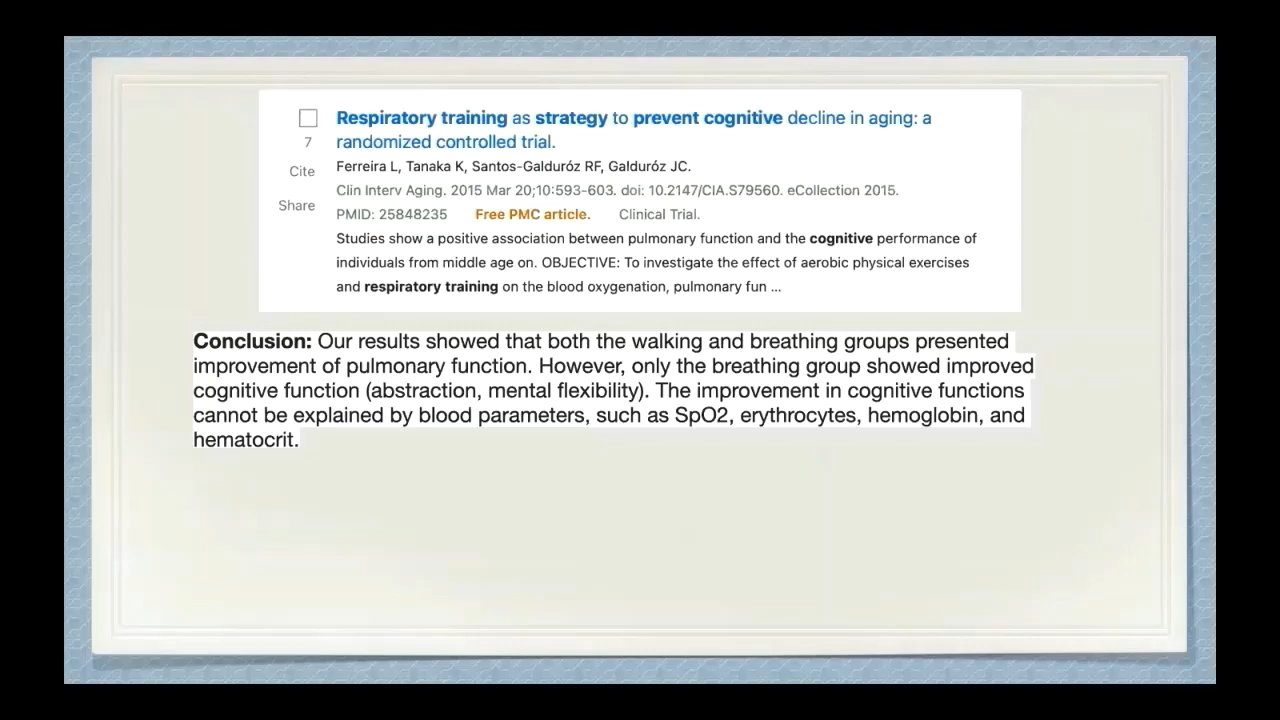 Respiratory training as strategy to prevent cognitive decline in aging: a
randomized controlled trial.
7
Cite
Share
Ferreira L, Tanaka K, Santos-Galduróz RF, Galduróz JC.
Clin Interv Aging. 2015 Mar 20;10:593-603. doi: 10.2147/CIA.S79560. eCollection 2015.
PMID: 25848235 Free PMC article. Clinical Trial.
Studies show a positive association between pulmonary function and the cognitive performance of
individuals from middle age on. OBJECTIVE: To investigate the effect of aerobic physical exercises
and respiratory training on the blood oxygenation, pulmonary fun ...
Conclusion: Our results showed that both the walking and breathing groups presented
improvement of pulmonary function. However, only the breathing group showed improved
cognitive function (abstraction, mental flexibility). The improvement in cognitive functions
cannot be explained by blood parameters, such as SpO2, erythrocytes, hemoglobin, and
hematocrit.